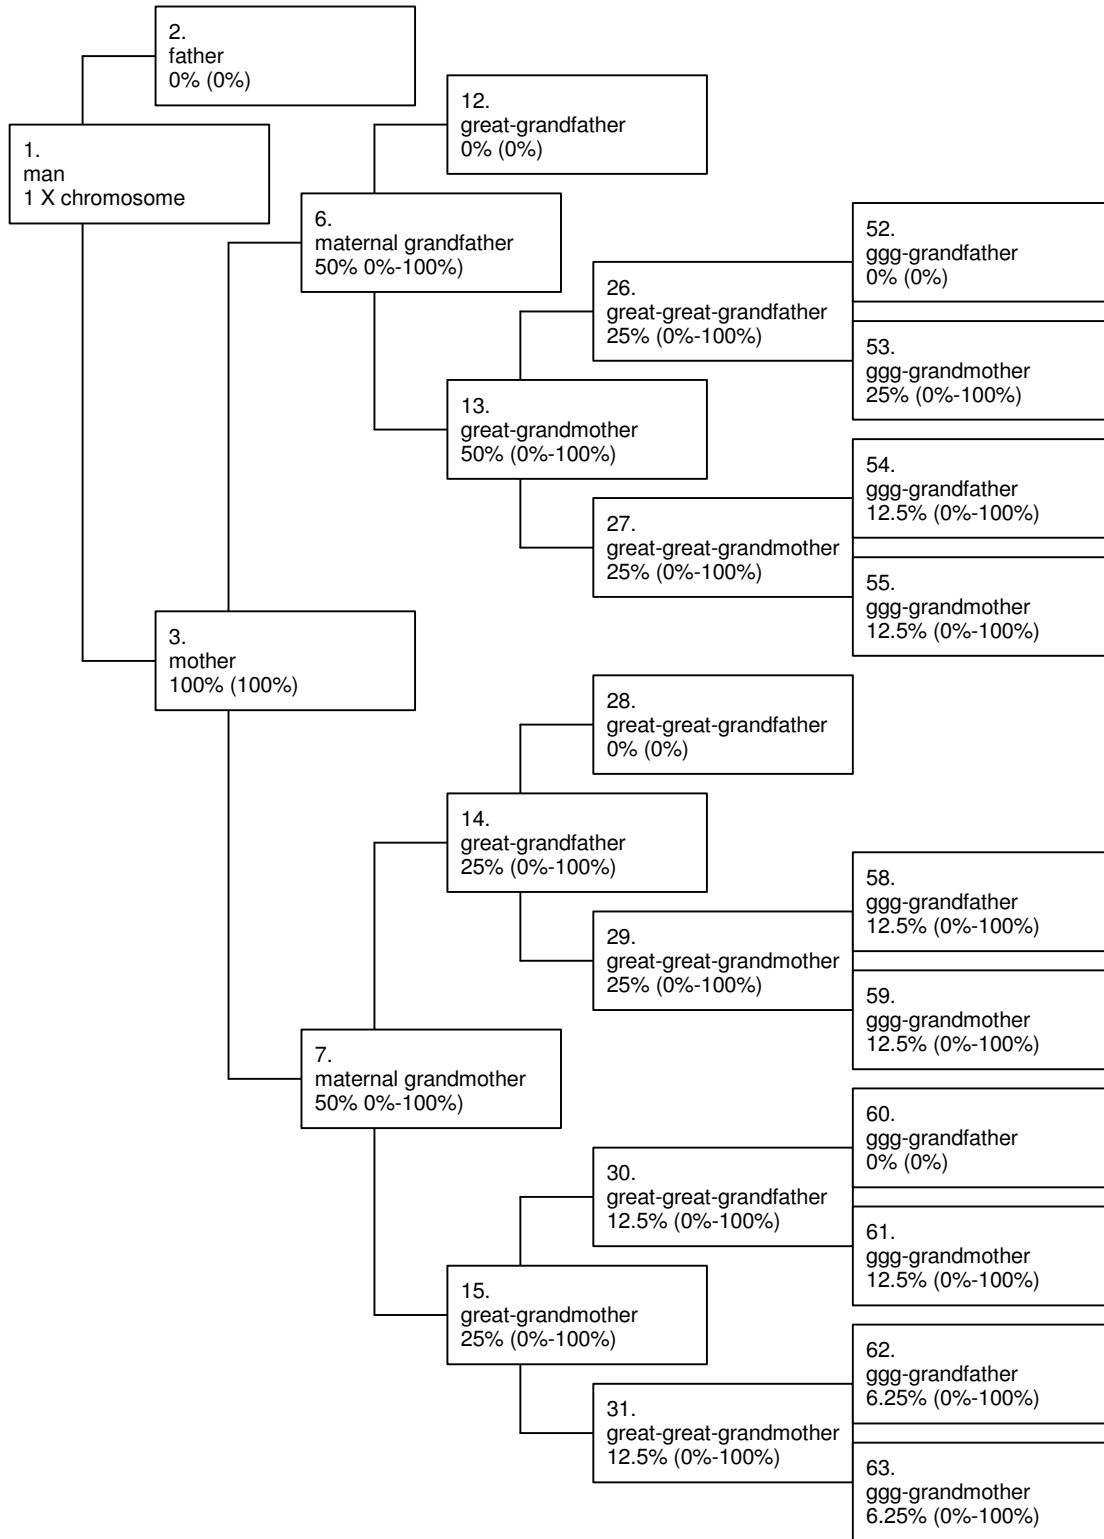 2.
father
0% (0%)
12.
great-grandfather
0% (0%)
1.
man
1 X chromosome
6.
maternal grandfather
50% 0%-100%)
52.
ggg-grandfather
0% (0%)
26.
great-great-grandfather
25% (0%-100%)
53.
ggg-grandmother
25% (0%-100%)
13.
great-grandmother
50% (0%-100%)
54.
ggg-grandfather
12.5% (0%-100%)
27.
great-great-grandmother
25% (0%-100%)
55.
ggg-grandmother
12.5% (0%-100%)
3.
mother
100% (100%)
28.
great-great-grandfather
0% (0%)
14.
great-grandfather
25% (0%-100%)
58.
ggg-grandfather
12.5% (0%-100%)
29.
great-great-grandmother
25% (0%-100%)
59.
ggg-grandmother
12.5% (0%-100%)
7.
maternal grandmother
50% 0%-100%)
60.
ggg-grandfather
0% (0%)
30.
great-great-grandfather
12.5% (0%-100%)
61.
ggg-grandmother
12.5% (0%-100%)
15.
great-grandmother
25% (0%-100%)
62.
ggg-grandfather
6.25% (0%-100%)
31.
great-great-grandmother
12.5% (0%-100%)
63.
ggg-grandmother
6.25% (0%-100%)